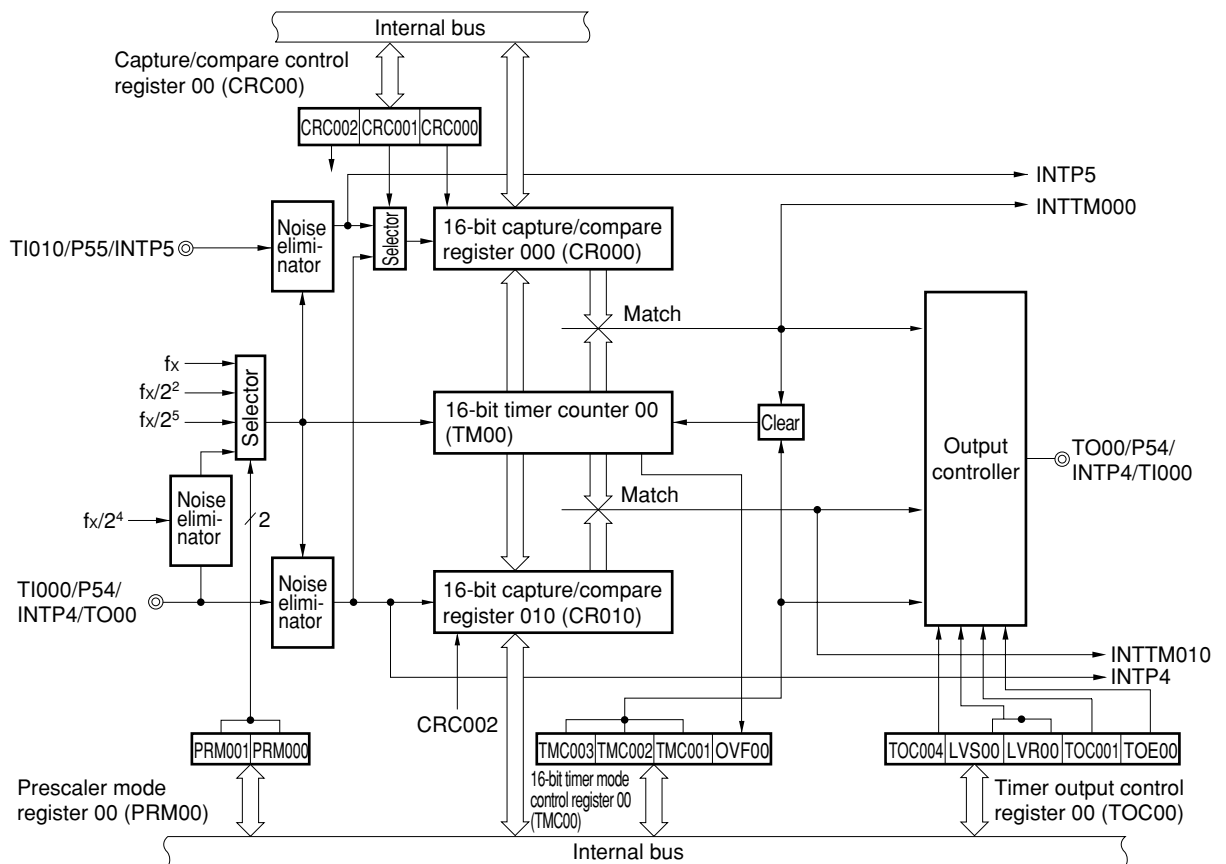 Internal bus
Capture/compare control
register 00 (CRC00)
CRC002 CRC001 CRC000
INTP5
INTTM000
TI010/P55/INTP5
Noise
elimi-
nator
Selector
16-bit capture/compare
register 000 (CR000)
Match
fx
fx/2²
fx/2⁵
Selector
16-bit timer counter 00
(TM00)
Clear
Output
controller
TO00/P54/
INTP4/TI000
fx/2⁴
Noise
elimi-
nator
2
Match
TI000/P54/
INTP4/TO00
Noise
elimi-
nator
16-bit capture/compare
register 010 (CR010)
INTTM010
INTP4
CRC002
PRM001 PRM000
TMC003 TMC002 TMC001 OVF00
TOC004 LVS00 LVR00 TOC001 TOE00
Prescaler mode
register 00 (PRM00)
16-bit timer mode
control register 00
(TMC00)
Timer output control
register 00 (TOC00)
Internal bus